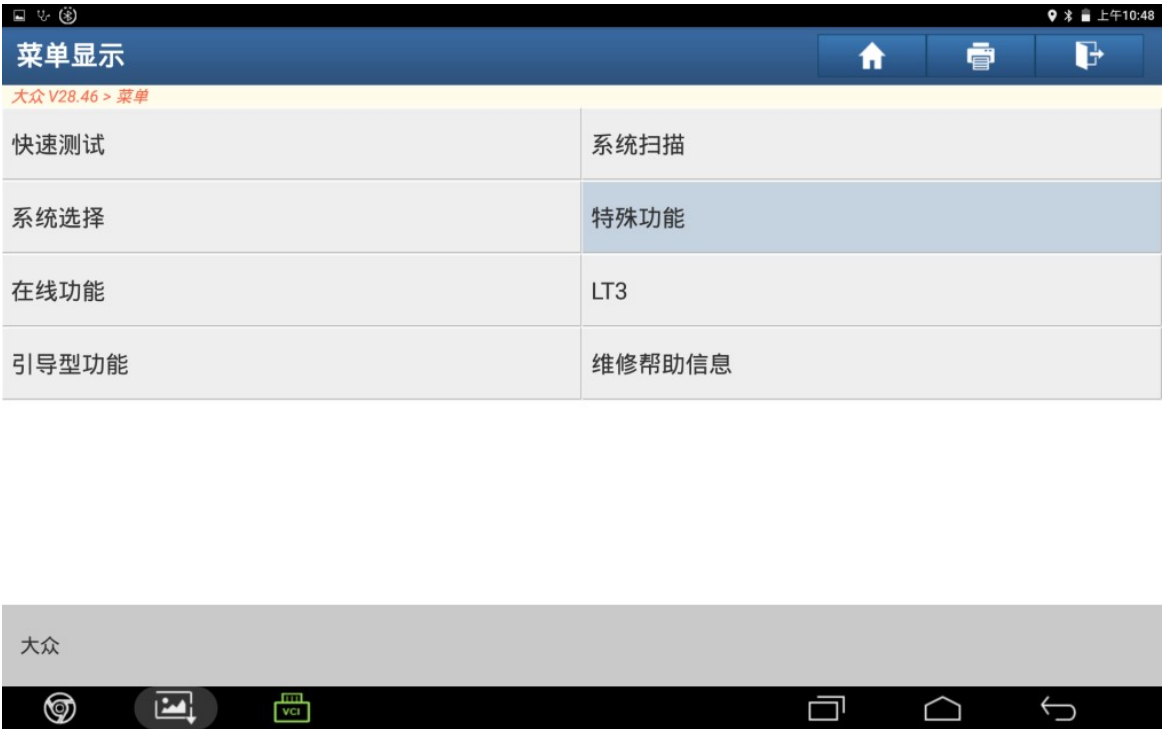 上午10:48
菜单显示
大众 V28.46 > 菜单
快速测试 系统扫描
系统选择 特殊功能
在线功能 LT3
引导型功能 维修帮助信息
大众
VCI